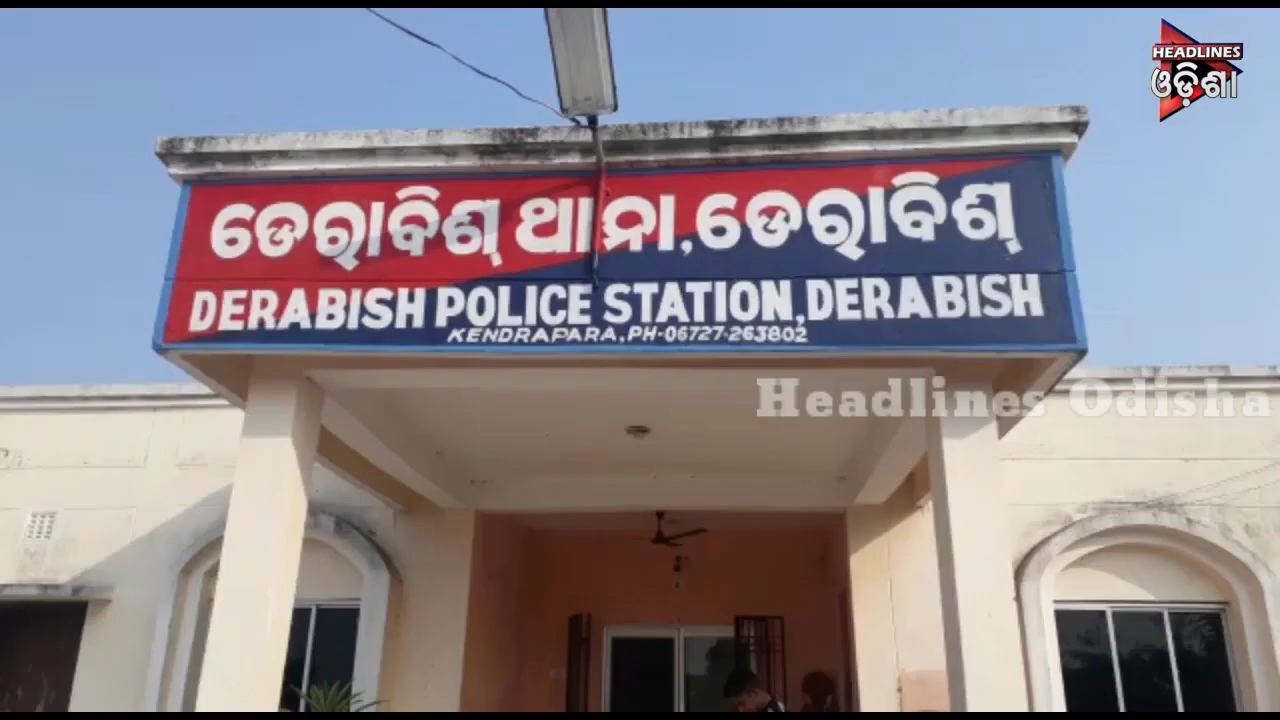 HEADLINES
ଓଡ଼ିଶା
ଡେରାବିଶ୍ ଥାନା,ଡେରାବିଶ୍
DERABISH POLICE STATION,DERABISH
KENDRAPARA,PH-06727-263802
Headlines Odisha